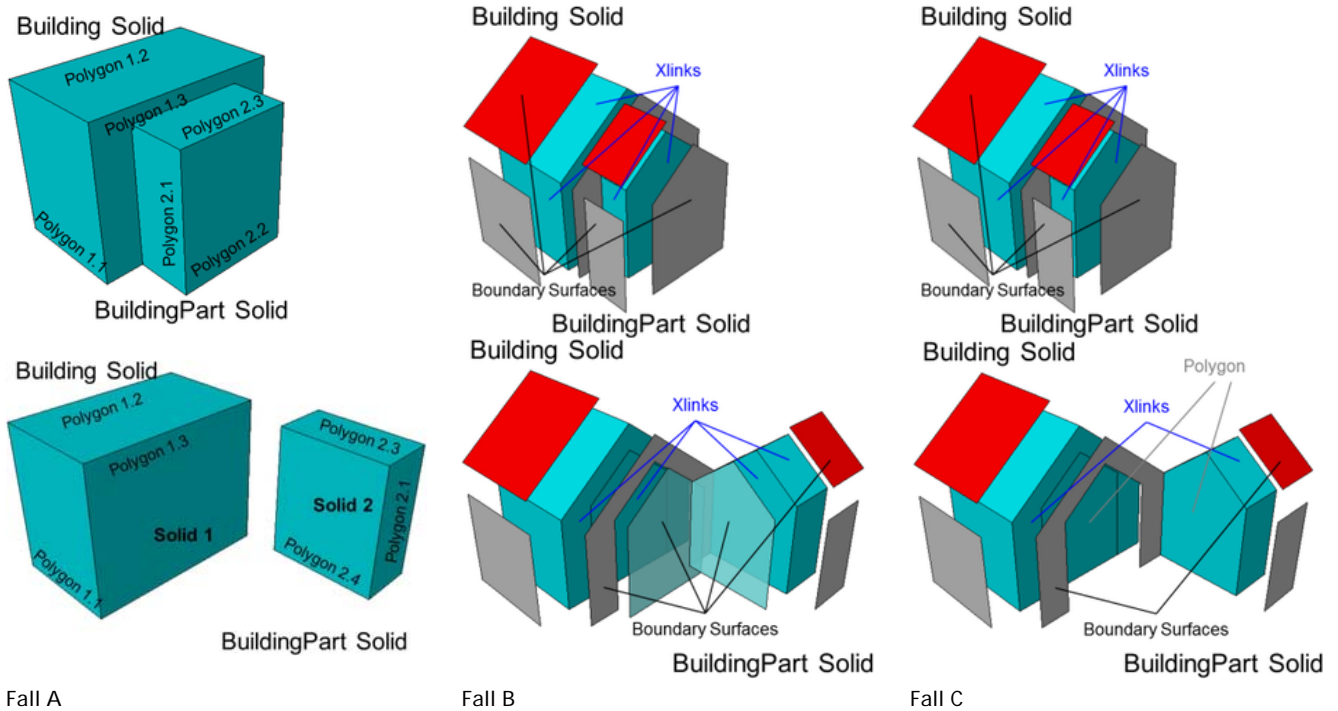 Building Solid
Polygon 1.2
Polygon 1.3
Polygon 2.3
Polygon 2.1
Polygon 1.1
Polygon 2.2
BuildingPart Solid
Building Solid
Polygon 1.2
Polygon 1.3
Polygon 2.3
Solid 1
Solid 2
Polygon 2.1
Polygon 1.1
Polygon 2.4
BuildingPart Solid
Fall A
Building Solid
Xlinks
Boundary Surfaces
BuildingPart Solid
Building Solid
Xlinks
Boundary Surfaces
BuildingPart Solid
Fall B
Building Solid
Xlinks
Boundary Surfaces
BuildingPart Solid
Building Solid
Polygon
Xlinks
Boundary Surfaces
BuildingPart Solid
Fall C